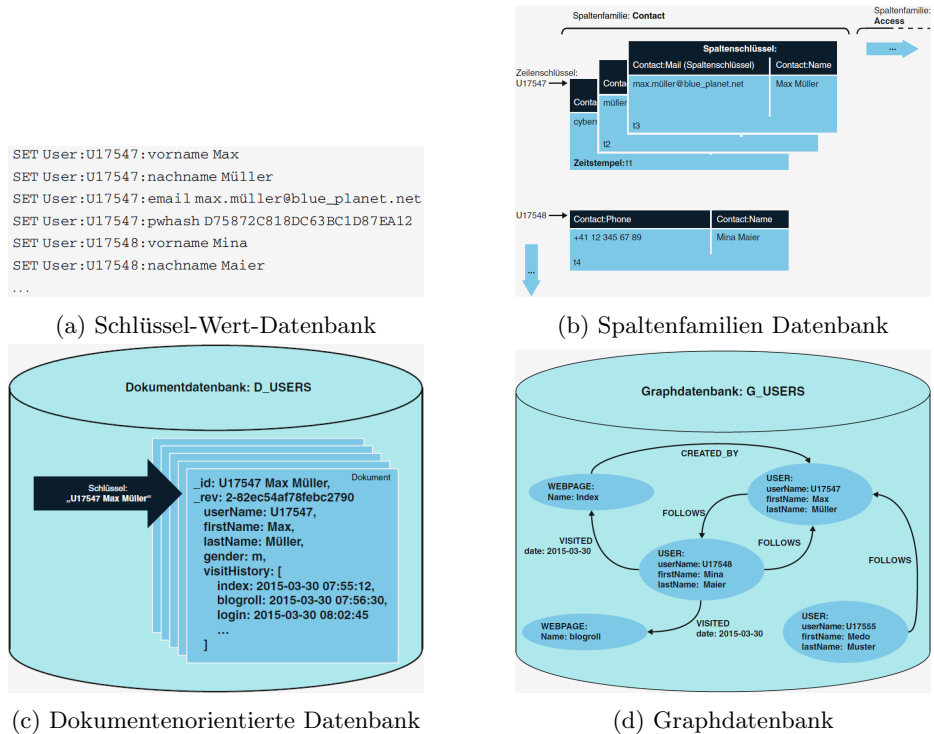 SET User:U17547:vorname Max
SET User:U17547:nachname Müller
SET User:U17547:email max.müller@blue_planet.net
SET User:U17547:pwhash D75872C818DC63BC1D87EA12
SET User:U17548:vorname Mina
SET User:U17548:nachname Maier
...
(a) Schlüssel-Wert-Datenbank
Spaltenfamilie: Contact
Spaltenfamilie:
Access
...
Spaltenschlüssel:
Contact:Mail (Spaltenschlüssel)
Contact:Name
Zeilenschlüssel:
U17547
max.müller@blue_planet.net
Max Müller
t3
Conta
müller
t2
Conta
cybern
Zeitstempel:t1
U17548
Contact:Phone
Contact:Name
+41 12 345 67 89
Mina Maier
t4
...
(b) Spaltenfamilien Datenbank
Dokumentdatenbank: D_USERS
Schlüssel:
„U17547 Max Müller“
Dokument
_id: U17547 Max Müller,
_rev: 2-82ec54af78febc2790
userName: U17547,
firstName: Max,
lastName: Müller,
gender: m,
visitHistory: [
index: 2015-03-30 07:55:12,
blogroll: 2015-03-30 07:56:30,
login: 2015-03-30 08:02:45
...
]
(c) Dokumentenorientierte Datenbank
Graphdatenbank: G_USERS
CREATED_BY
WEBPAGE:
Name: Index
USER:
userName: U17547
firstName: Max
lastName: Müller
FOLLOWS
VISITED
date: 2015-03-30
FOLLOWS
FOLLOWS
USER:
userName: U17548
firstName: Mina
lastName: Maier
WEBPAGE:
Name: blogroll
VISITED
date: 2015-03-30
USER:
userName: U17555
firstName: Medo
lastName: Muster
(d) Graphdatenbank